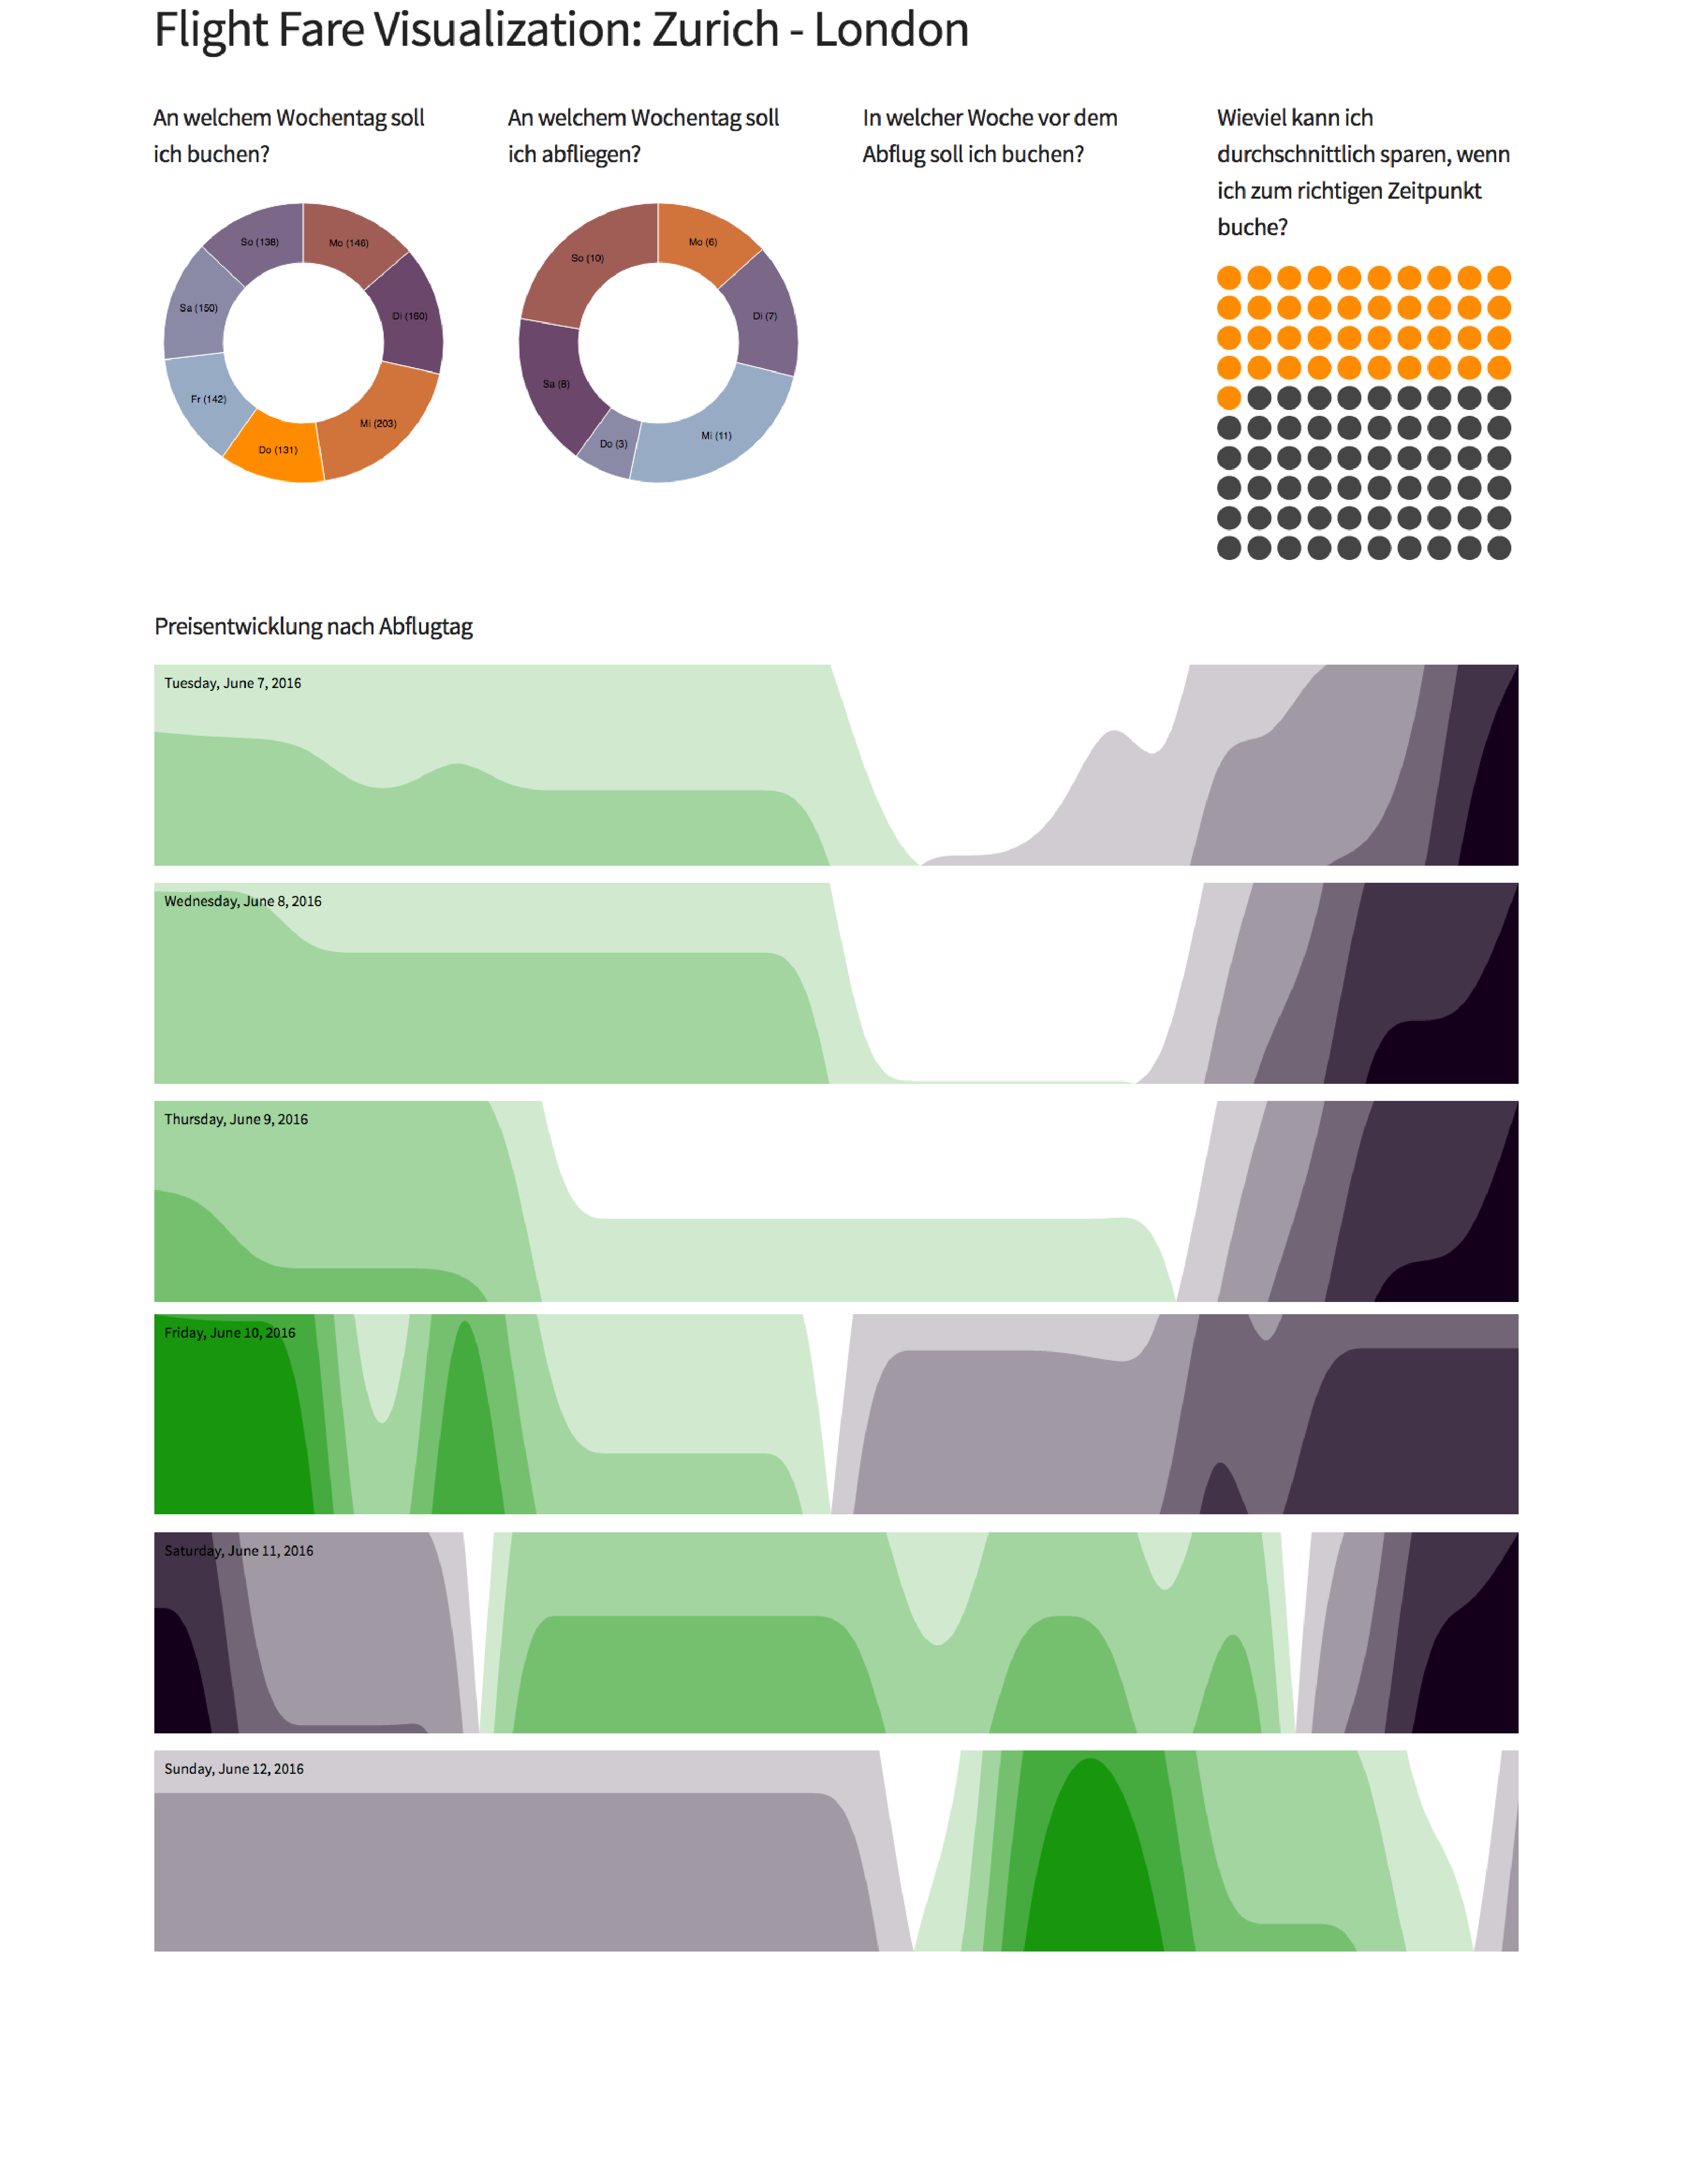 Flight Fare Visualization: Zurich - London
An welchem Wochentag soll
ich buchen?
An welchem Wochentag soll
ich abfliegen?
In welcher Woche vor dem
Abflug soll ich buchen?
Wieviel kann ich
durchschnittlich sparen, wenn
ich zum richtigen Zeitpunkt
buche?
So (138)
Mo (146)
Sa (150)
Di (160)
Fr (142)
Mi (203)
Do (131)
Mo (6)
So (10)
Di (7)
Sa (8)
Mi (11)
Do (3)
Preisentwicklung nach Abflugtag
Tuesday, June 7, 2016
Wednesday, June 8, 2016
Thursday, June 9, 2016
Friday, June 10, 2016
Saturday, June 11, 2016
Sunday, June 12, 2016